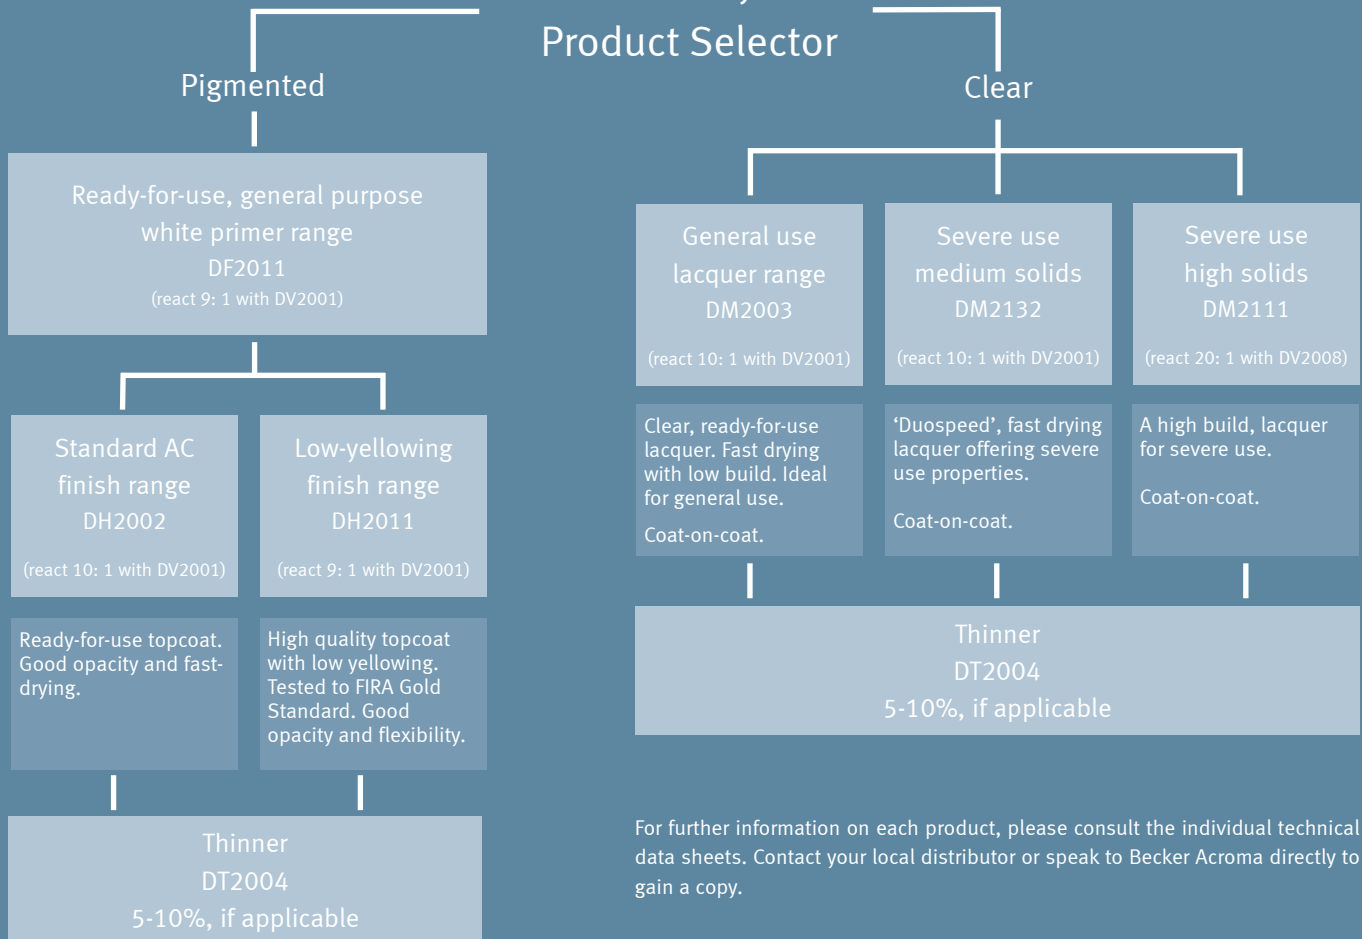 Product Selector
Pigmented
Clear
Ready-for-use, general purpose
white primer range
DF2011
(react 9: 1 with DV2001)
Standard AC
finish range
DH2002
(react 10: 1 with DV2001)
Low-yellowing
finish range
DH2011
(react 9: 1 with DV2001)
Ready-for-use topcoat.
Good opacity and fast-
drying.
High quality topcoat
with low yellowing.
Tested to FIRA Gold
Standard. Good
opacity and flexibility.
Thinner
DT2004
5-10%, if applicable
General use
lacquer range
DM2003
(react 10: 1 with DV2001)
Severe use
medium solids
DM2132
(react 10: 1 with DV2001)
Severe use
high solids
DM2111
(react 20: 1 with DV2008)
Clear, ready-for-use
lacquer. Fast drying
with low build. Ideal
for general use.
Coat-on-coat.
‘Duospeed’, fast drying
lacquer offering severe
use properties.
Coat-on-coat.
A high build, lacquer
for severe use.
Coat-on-coat.
Thinner
DT2004
5-10%, if applicable
For further information on each product, please consult the individual technical
data sheets. Contact your local distributor or speak to Becker Acroma directly to
gain a copy.